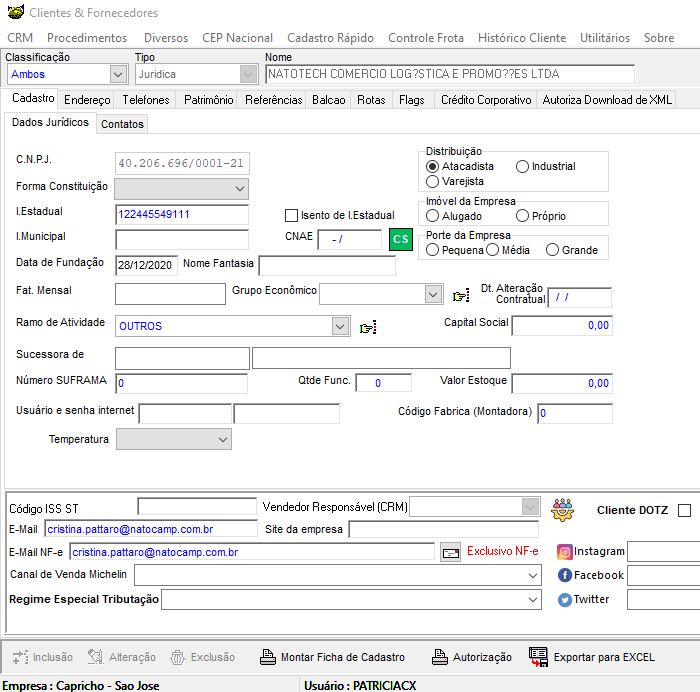 Clientes & Fornecedores
CRM Procedimentos Diversos CEP Nacional Cadastro Rápido Controle Frota Histórico Cliente Utilitários Sobre
Classificação Tipo Nome
Ambos Jurídica NATOTECH COMERCIO LOG?STICA E PROMO??ES LTDA
Cadastro Endereço Telefones Patrimônio Referências Balcao Rotas Flags Crédito Corporativo Autoriza Download de XML
Dados Jurídicos Contatos
C.N.P.J. 40.206.696/0001-21
Distribuição
Atacadista Industrial
Varejista
Forma Constituição
Imóvel da Empresa
Alugado Próprio
I.Estadual 122445549111 Isento de I.Estadual
I.Municipal CNAE - / CS
Porte da Empresa
Pequena Média Grande
Data de Fundação 28/12/2020 Nome Fantasia
Fat. Mensal Grupo Econômico Dt. Alteração
Contratual / /
Ramo de Atividade OUTROS Capital Social 0,00
Sucessora de
Número SUFRAMA 0 Qtde Func. 0 Valor Estoque 0,00
Usuário e senha internet Código Fabrica (Montadora) 0
Temperatura
Código ISS ST Vendedor Responsável (CRM) Cliente DOTZ
E-Mail cristina.pattaro@natocamp.com.br Site da empresa
E-Mail NF-e cristina.pattaro@natocamp.com.br Exclusivo NF-e Instagram
Canal de Venda Michelin Facebook
Regime Especial Tributação Twitter
Inclusão Alteração Exclusão Montar Ficha de Cadastro Autorização Exportar para EXCEL
Empresa : Capricho - Sao Jose Usuário : PATRICIACX